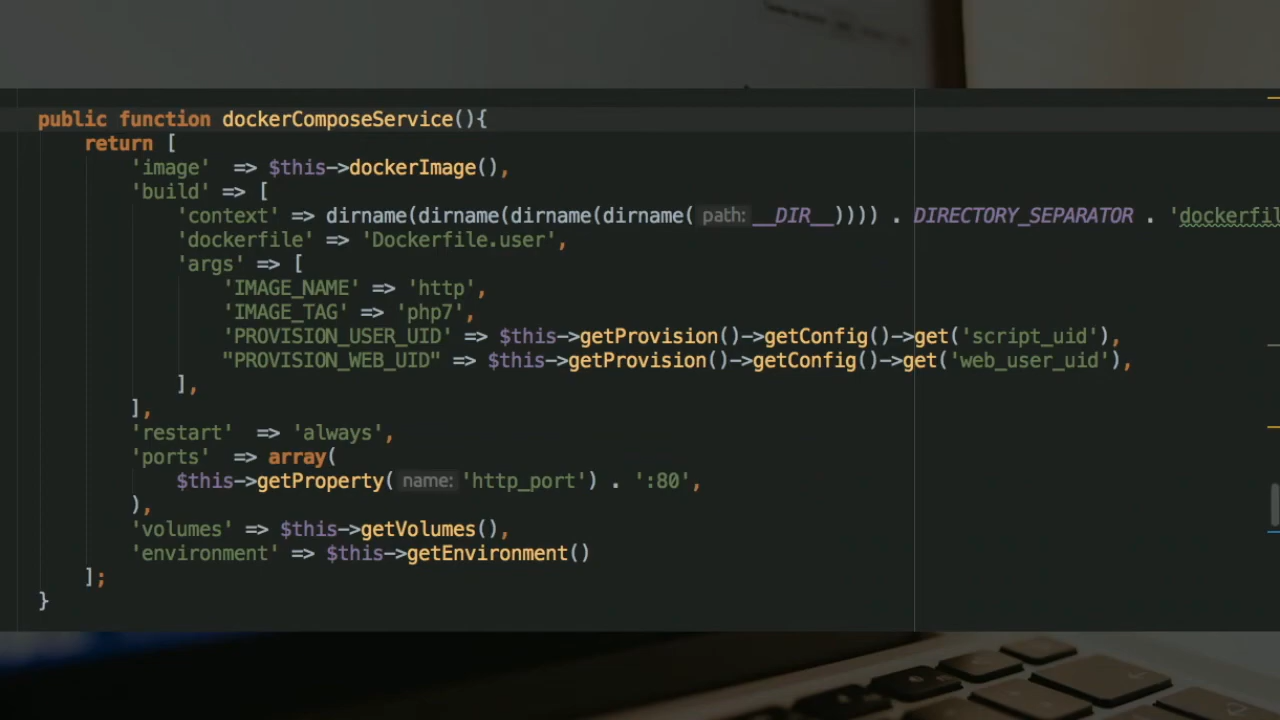 public function dockerComposeService(){
return [
'image'  => $this->dockerImage(),
'build' => [
'context' => dirname(dirname(dirname(dirname( path: __DIR__)))) . DIRECTORY_SEPARATOR . 'dockerfil
'dockerfile' => 'Dockerfile.user',
'args' => [
'IMAGE_NAME' => 'http',
'IMAGE_TAG' => 'php7',
'PROVISION_USER_UID' => $this->getProvision()->getConfig()->get('script_uid'),
"PROVISION_WEB_UID" => $this->getProvision()->getConfig()->get('web_user_uid'),
],
],
'restart'  => 'always',
'ports'  => array(
$this->getProperty( name: 'http_port') . ':80',
),
'volumes' => $this->getVolumes(),
'environment' => $this->getEnvironment()
];
}